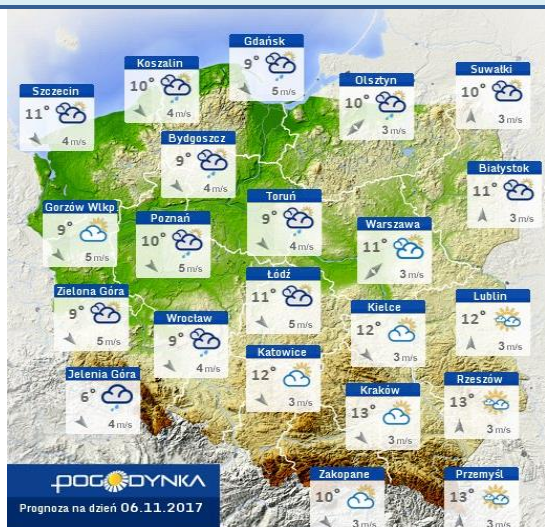 Gdańsk
9°
5 m/s
Koszalin
10°
4 m/s
Suwałki
10°
3 m/s
Olsztyn
10°
3 m/s
Szczecin
11°
4 m/s
Bydgoszcz
9°
4 m/s
Białystok
11°
3 m/s
Toruń
9°
4 m/s
Gorzów Wlkp
9°
5 m/s
Poznań
10°
5 m/s
Warszawa
11°
3 m/s
Łódź
11°
5 m/s
Zielona Góra
9°
5 m/s
Lublin
12°
3 m/s
Kielce
12°
3 m/s
Wrocław
9°
4 m/s
Katowice
12°
3 m/s
Jelenia Góra
6°
4 m/s
Rzeszów
13°
3 m/s
Kraków
13°
3 m/s
Zakopane
10°
3 m/s
Przemyśl
13°
3 m/s
POGODYNKA
Prognoza na dzień 06.11.2017